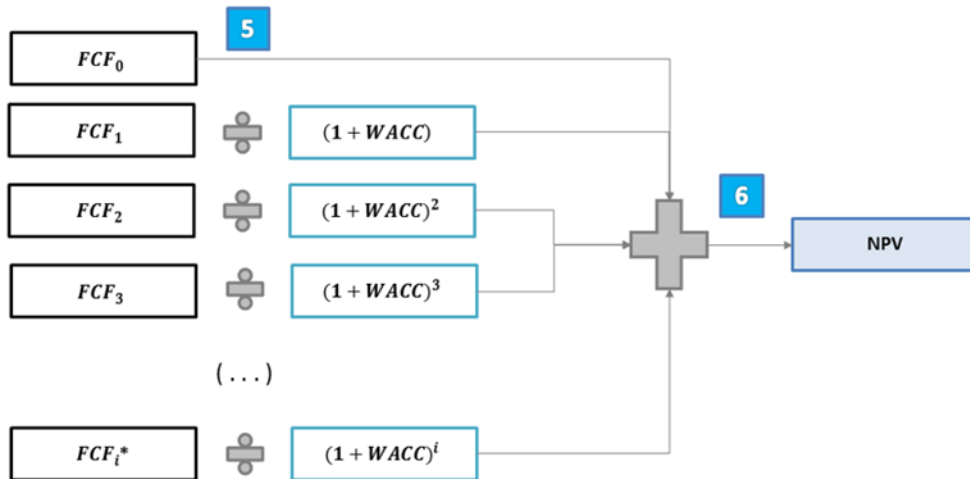 5
FCF₀
FCF₁ ÷ (1 + WACC)
FCF₂ ÷ (1 + WACC)²
6
NPV
FCF₃ ÷ (1 + WACC)³
(...)
FCFᵢ* ÷ (1 + WACC)ⁱ